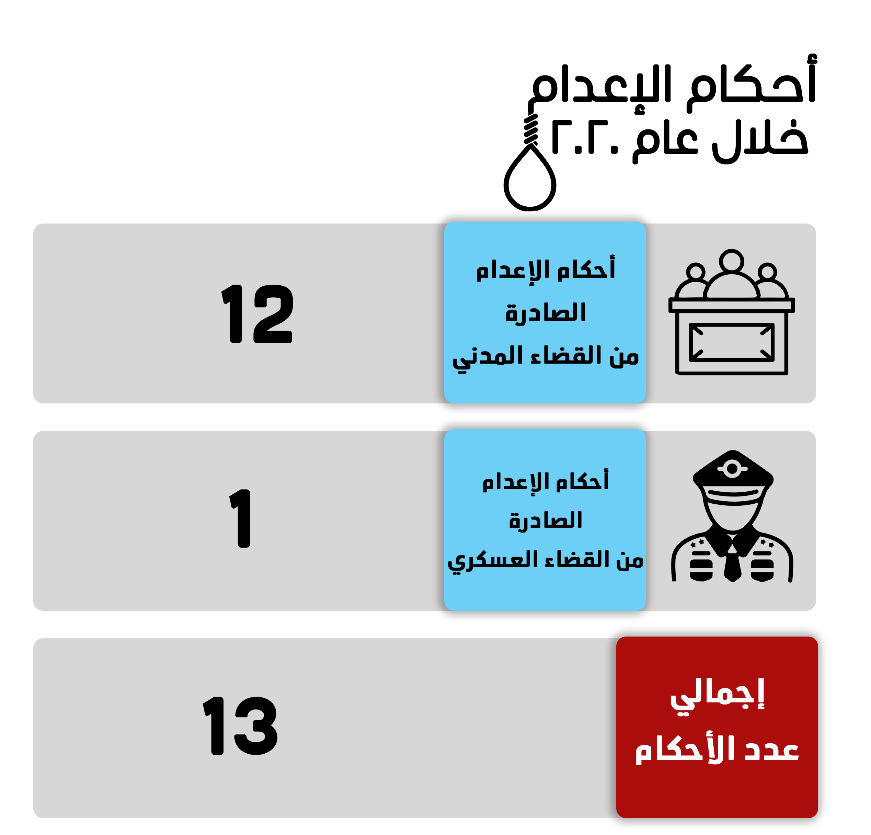 أحكام الإعدام
خلال عام ٢٠٢٠
أحكام الإعدام
الصادرة
من القضاء المدني
12
أحكام الإعدام
الصادرة
من القضاء العسكري
1
إجمالي
عدد الأحكام
13